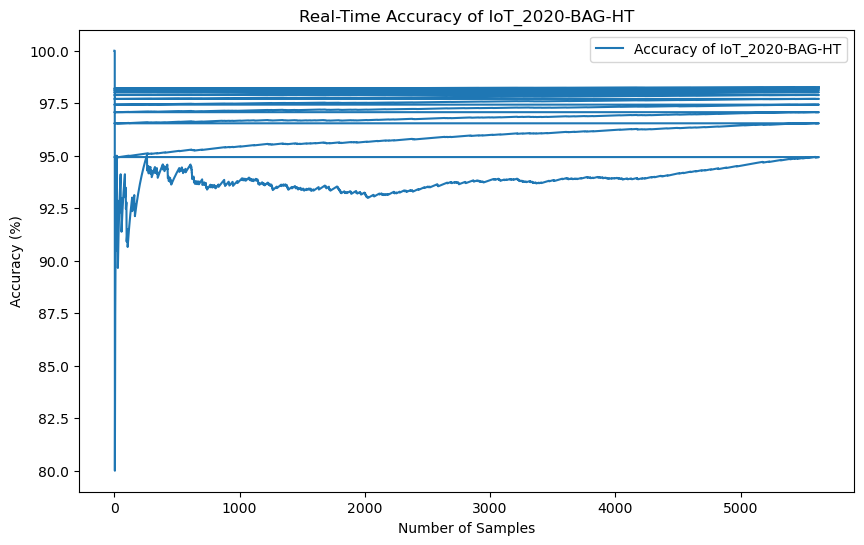 Real-Time Accuracy of IoT_2020-BAG-HT
Accuracy of IoT_2020-BAG-HT
100.0
97.5
95.0
92.5
90.0
87.5
85.0
82.5
80.0
Accuracy (%)
0 1000 2000 3000 4000 5000
Number of Samples